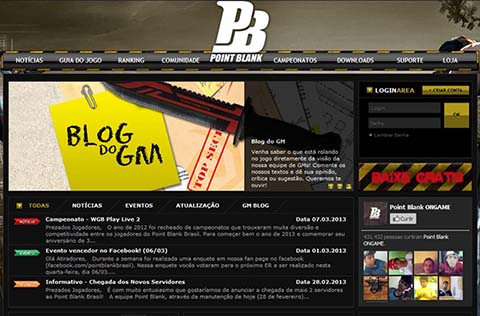 PB
POINT BLANK
NOTÍCIAS GUIA DO JOGO RANKING COMUNIDADE CAMPEONATOS DOWNLOADS SUPORTE LOJA
BLOG
DO
GM
TOP SEC
Blog do GM
Venha saber o que está rolando
no jogo diretamente da visão da
nossa equipe de GMs! Comente os
nossos textos e dê sua opinião,
crítica ou sugestão. Queremos te
ouvir!
LOGINAREA + CRIAR CONTA
Login
Senha
OK
Lembrar Senha
BAIXE GRÁTIS
TODAS NOTÍCIAS EVENTOS ATUALIZAÇÃO GM BLOG
Campeonato - WGB Play Live 2 Data 07.03.2013
Prezados Jogadores, O ano de 2012 foi recheado de campeonatos que trouxeram muita diversão e
competitividade entre os jogadores do Point Blank Brasil. Para começar bem o ano de 2013 e comemorar seu
aniversário de 3...
Evento vencedor no Facebook! (06/03) Data 01.03.2013
Olá Atiradores, Durante a semana foi realizada uma enquete em nossa fan page no facebook
(facebook.com/pointblankbrasil). Nessa enquete vocês votaram para o próximo ER a ser realizado nesta
quarta-feira, dia 06/03. ...
Informativo - Chegada dos Novos Servidores Data 28.02.2013
Prezados Jogadores, É com muito entusiasmo que gostaríamos de anunciar a chegada de mais 2 servidores
ao Point Blank Brasil! A equipe Point Blank, através da manutenção de hoje (28 de fevereiro)...
Point Blank ONGAME
Curtir
431.432 pessoas curtiram Point Blank
ONGAME.